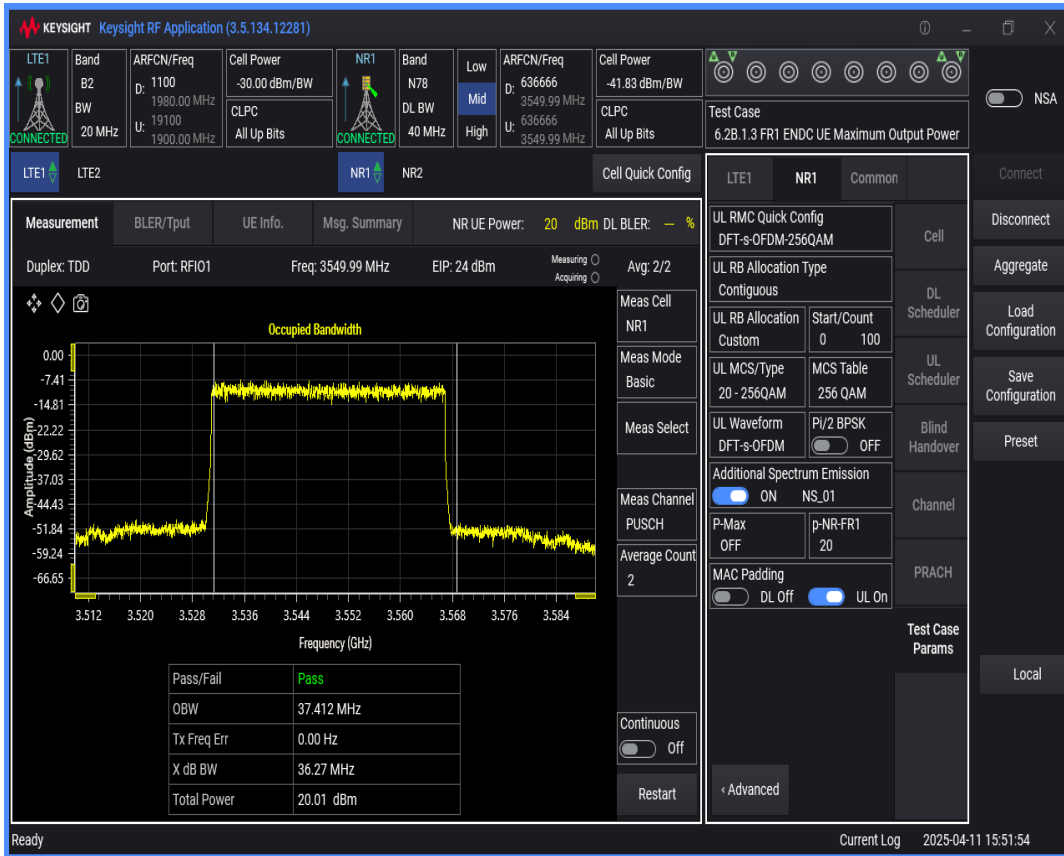 KEYSIGHT Keysight RF Application (3.5.134.12281)
LTE1
CONNECTED
Band
B2
BW
20 MHz
ARFCN/Freq
D: 1100
1980.00 MHz
U: 19100
1900.00 MHz
Cell Power
-30.00 dBm/BW
CLPC
All Up Bits
NR1
CONNECTED
Band
N78
DL BW
40 MHz
Low
Mid
High
ARFCN/Freq
D: 636666
3549.99 MHz
U: 636666
3549.99 MHz
Cell Power
-41.83 dBm/BW
CLPC
All Up Bits
Test Case
6.2B.1.3 FR1 ENDC UE Maximum Output Power
NSA
LTE1 LTE2 NR1 NR2 Cell Quick Config
Measurement BLER/Tput UE Info. Msg. Summary NR UE Power: 20 dBm DL BLER: — %
Duplex: TDD Port: RFIO1 Freq: 3549.99 MHz EIP: 24 dBm Measuring Acquiring Avg: 2/2
Occupied Bandwidth
Amplitude (dBm)
0.00
-7.41
-14.81
-22.22
-29.62
-37.03
-44.43
-51.84
-59.24
-66.65
3.512 3.520 3.528 3.536 3.544 3.552 3.560 3.568 3.576 3.584
Frequency (GHz)
Pass/Fail Pass
OBW 37.412 MHz
Tx Freq Err 0.00 Hz
X dB BW 36.27 MHz
Total Power 20.01 dBm
Meas Cell
NR1
Meas Mode
Basic
Meas Select
Meas Channel
PUSCH
Average Count
2
Continuous
Off
Restart
LTE1 NR1 Common
UL RMC Quick Config
DFT-s-OFDM-256QAM
UL RB Allocation Type
Contiguous
UL RB Allocation
Custom
Start/Count
0 100
UL MCS/Type
20 - 256QAM
MCS Table
256 QAM
UL Waveform
DFT-s-OFDM
Pi/2 BPSK
OFF
Additional Spectrum Emission
ON NS_01
P-Max
OFF
p-NR-FR1
20
MAC Padding
DL Off UL On
‹ Advanced
Cell
DL
Scheduler
UL
Scheduler
Blind
Handover
Channel
PRACH
Test Case
Params
Connect
Disconnect
Aggregate
Load
Configuration
Save
Configuration
Preset
Local
Ready Current Log 2025-04-11 15:51:54